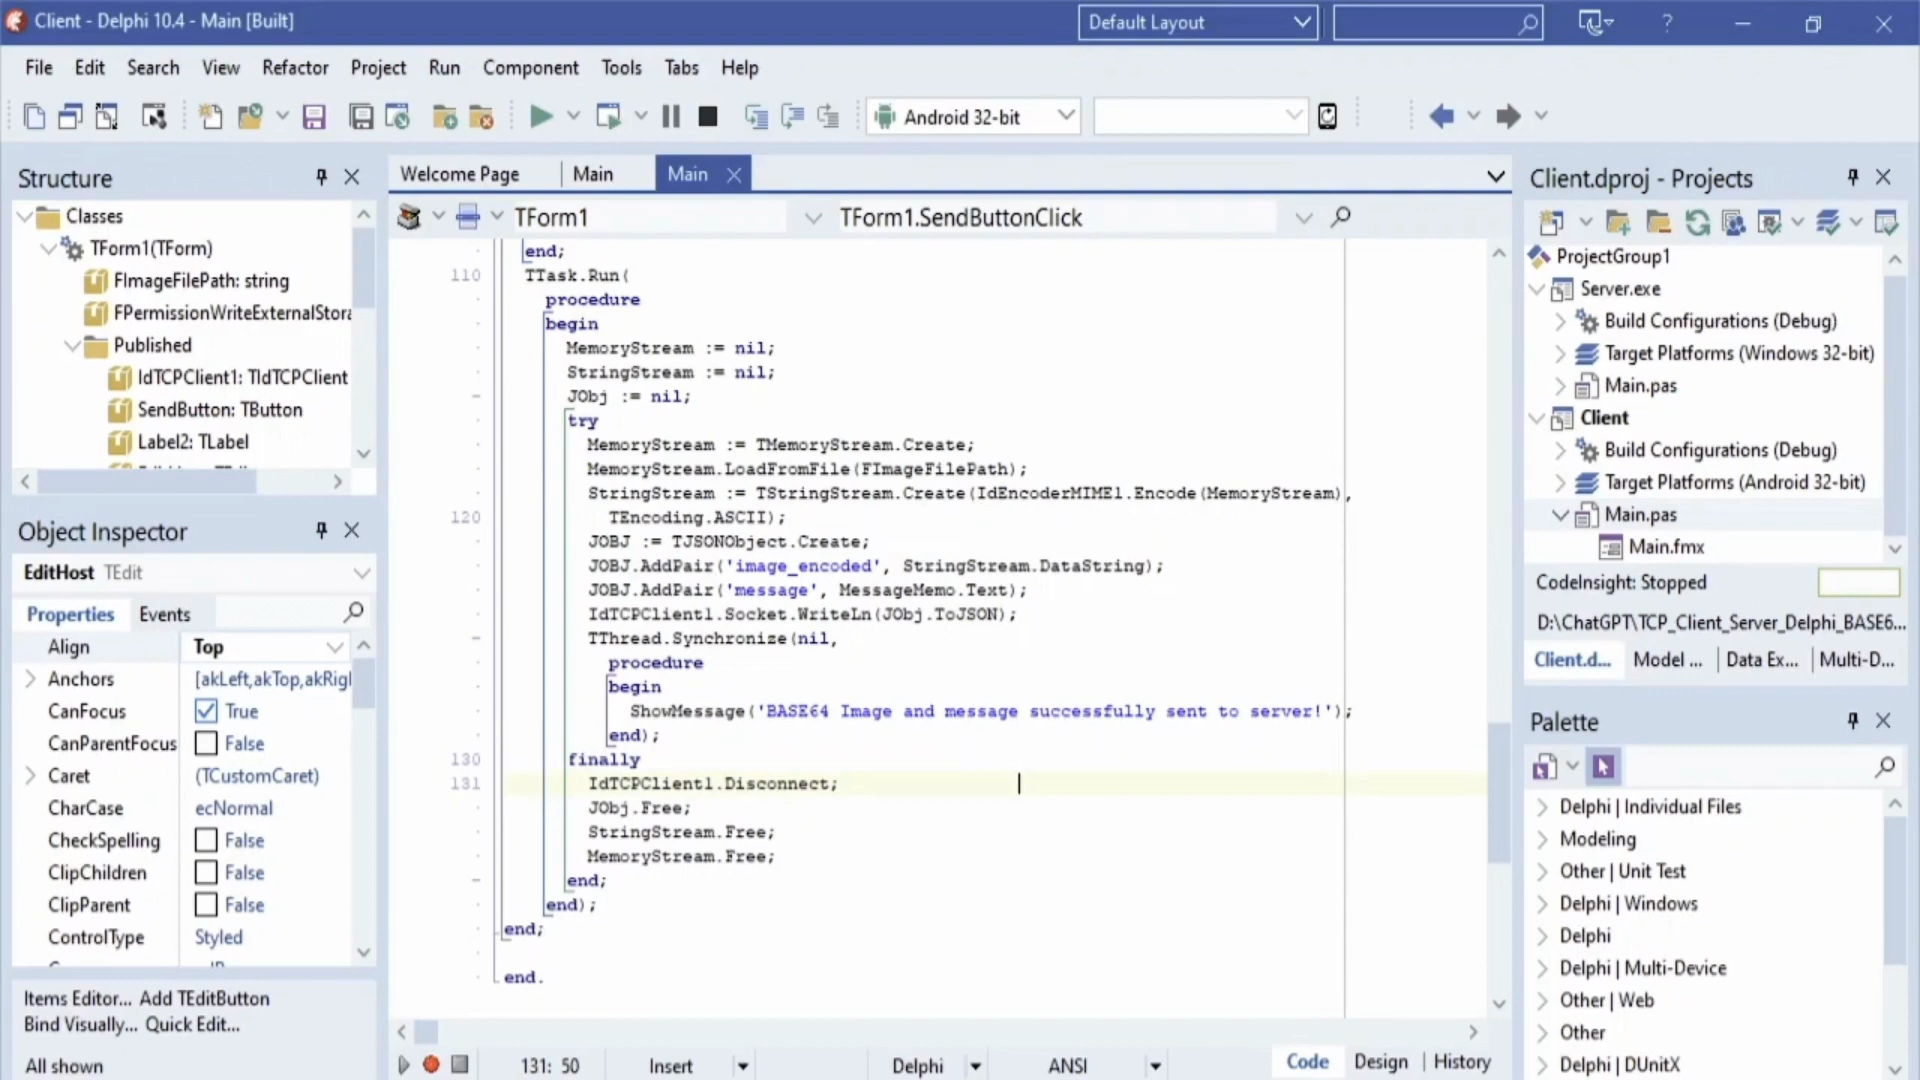 Client - Delphi 10.4 - Main [Built]
Default Layout
?
File Edit Search View Refactor Project Run Component Tools Tabs Help
Android 32-bit
Structure
Classes
TForm1(TForm)
FImageFilePath: string
FPermissionWriteExternalStora
Published
IdTCPClient1: TIdTCPClient
SendButton: TButton
Label2: TLabel
Object Inspector
EditHost TEdit
Properties Events
Align Top
Anchors [akLeft,akTop,akRigl
CanFocus True
CanParentFocus False
Caret (TCustomCaret)
CharCase ecNormal
CheckSpelling False
ClipChildren False
ClipParent False
ControlType Styled
Items Editor... Add TEditButton
Bind Visually... Quick Edit...
All shown
Welcome Page Main Main
TForm1 TForm1.SendButtonClick
end;
110 TTask.Run(
procedure
begin
MemoryStream := nil;
StringStream := nil;
JObj := nil;
try
MemoryStream := TMemoryStream.Create;
MemoryStream.LoadFromFile(FImageFilePath);
StringStream := TStringStream.Create(IdEncoderMIME1.Encode(MemoryStream),
120 TEncoding.ASCII);
JOBJ := TJSONObject.Create;
JOBJ.AddPair('image_encoded', StringStream.DataString);
JOBJ.AddPair('message', MessageMemo.Text);
IdTCPClient1.Socket.WriteLn(JObj.ToJSON);
TThread.Synchronize(nil,
procedure
begin
ShowMessage('BASE64 Image and message successfully sent to server!');
end);
130 finally
131 IdTCPClient1.Disconnect;
JObj.Free;
StringStream.Free;
MemoryStream.Free;
end;
end);
end;
end.
131: 50 Insert Delphi ANSI Code Design History
Client.dproj - Projects
ProjectGroup1
Server.exe
Build Configurations (Debug)
Target Platforms (Windows 32-bit)
Main.pas
Client
Build Configurations (Debug)
Target Platforms (Android 32-bit)
Main.pas
Main.fmx
CodeInsight: Stopped
D:\ChatGPT\TCP_Client_Server_Delphi_BASE6...
Client.d... Model ... Data Ex... Multi-D...
Palette
Delphi | Individual Files
Modeling
Other | Unit Test
Delphi | Windows
Delphi
Delphi | Multi-Device
Other | Web
Other
Delphi | DUnitX